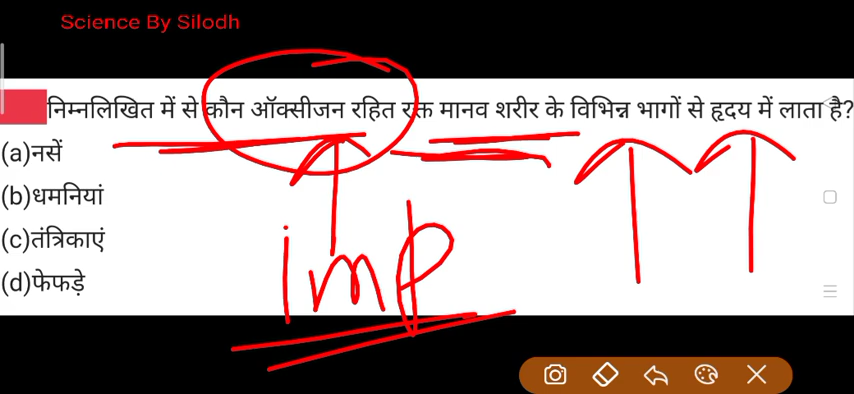 Science By Silodh
निम्नलिखित में से कौन ऑक्सीजन रहित रक्त मानव शरीर के विभिन्न भागों से हृदय में लाता है?
(a)नसें
(b)धमनियां
(c)तंत्रिकाएं
(d)फेफड़े
imp